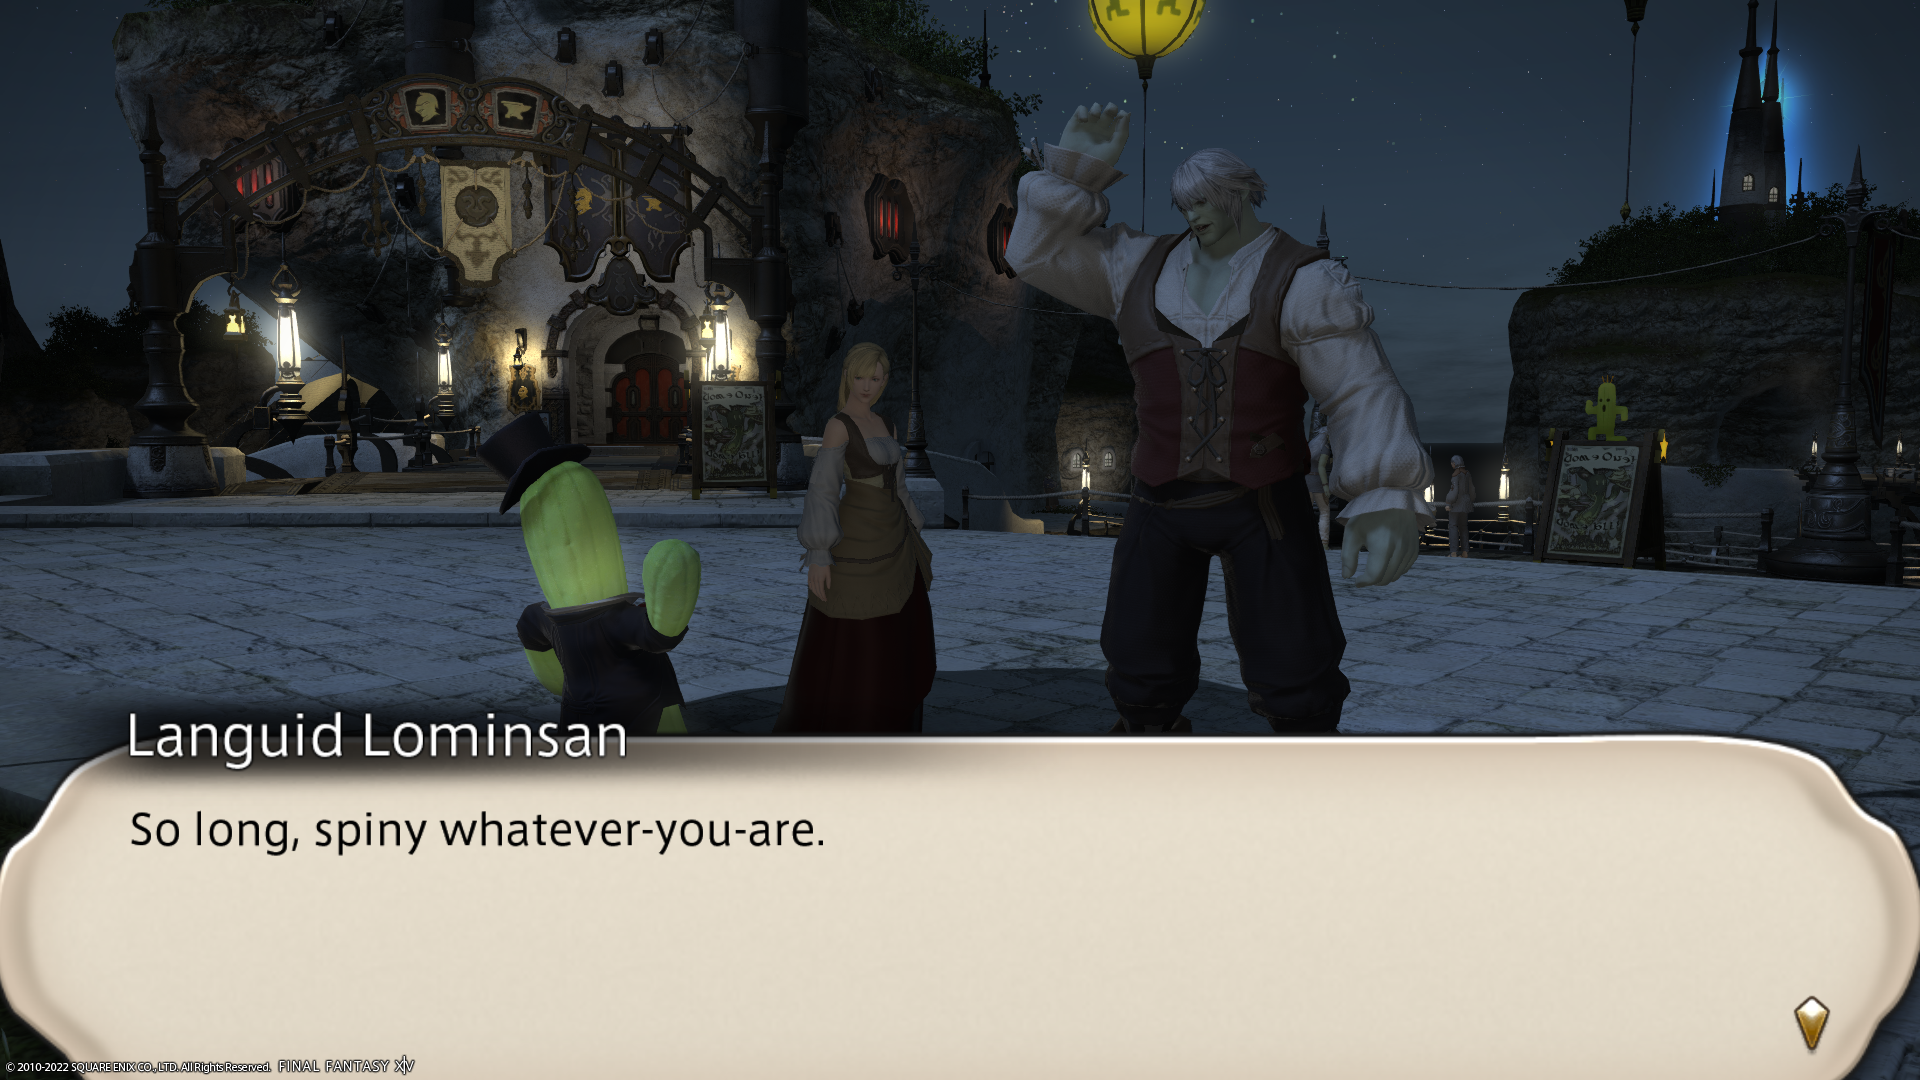 Languid Lominsan
So long, spiny whatever-you-are.
© 2010-2022 SQUARE ENIX CO., LTD. All Rights Reserved. FINAL FANTASY XIV